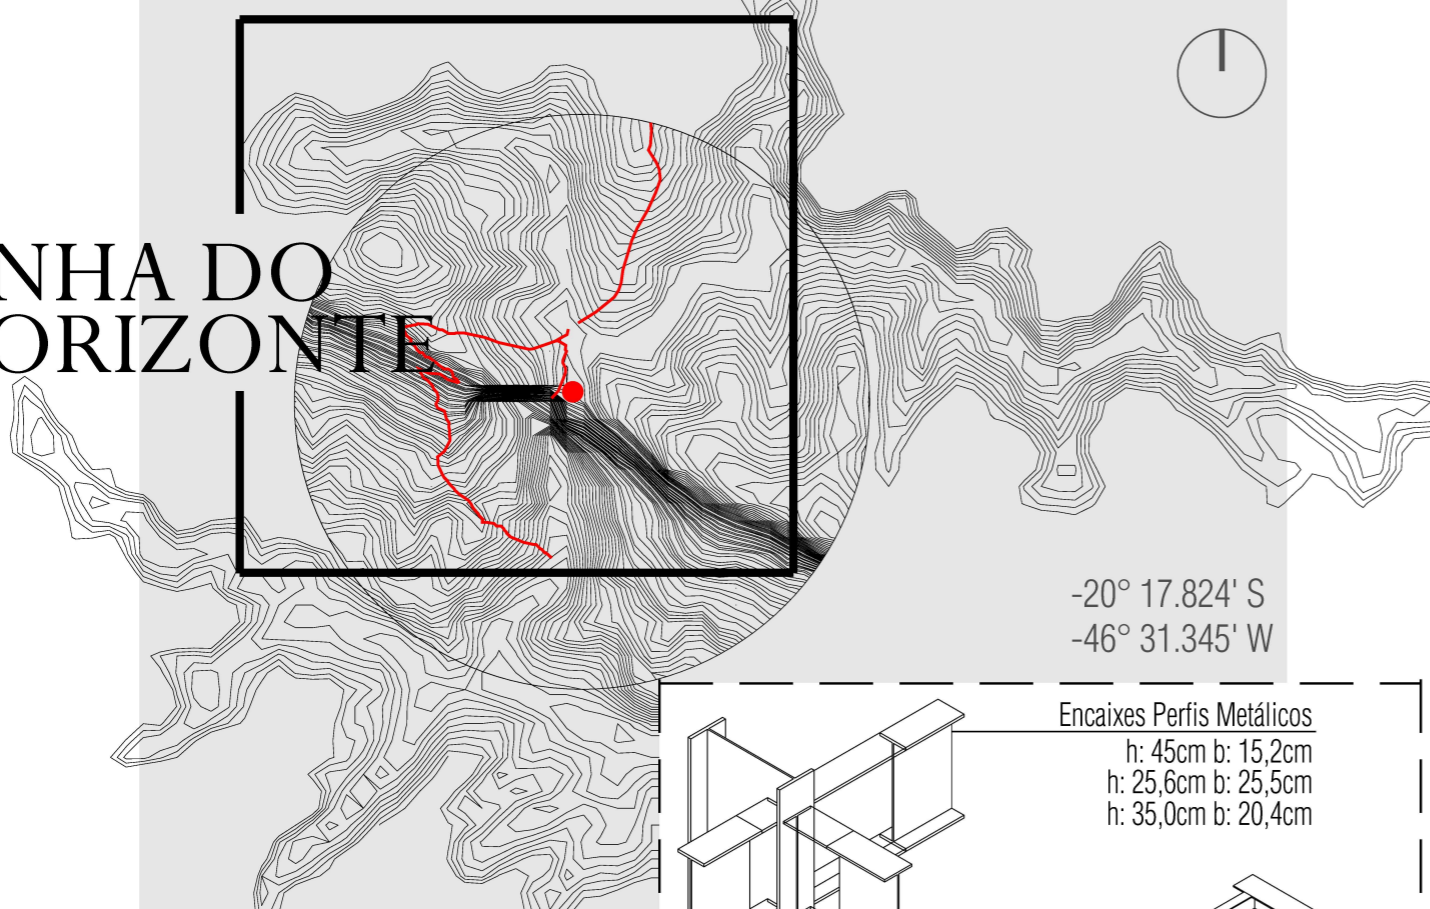 NHA DO
ORIZONTE
-20° 17.824' S
-46° 31.345' W
Encaixes Perfis Metálicos
h: 45cm b: 15,2cm
h: 25,6cm b: 25,5cm
h: 35,0cm b: 20,4cm